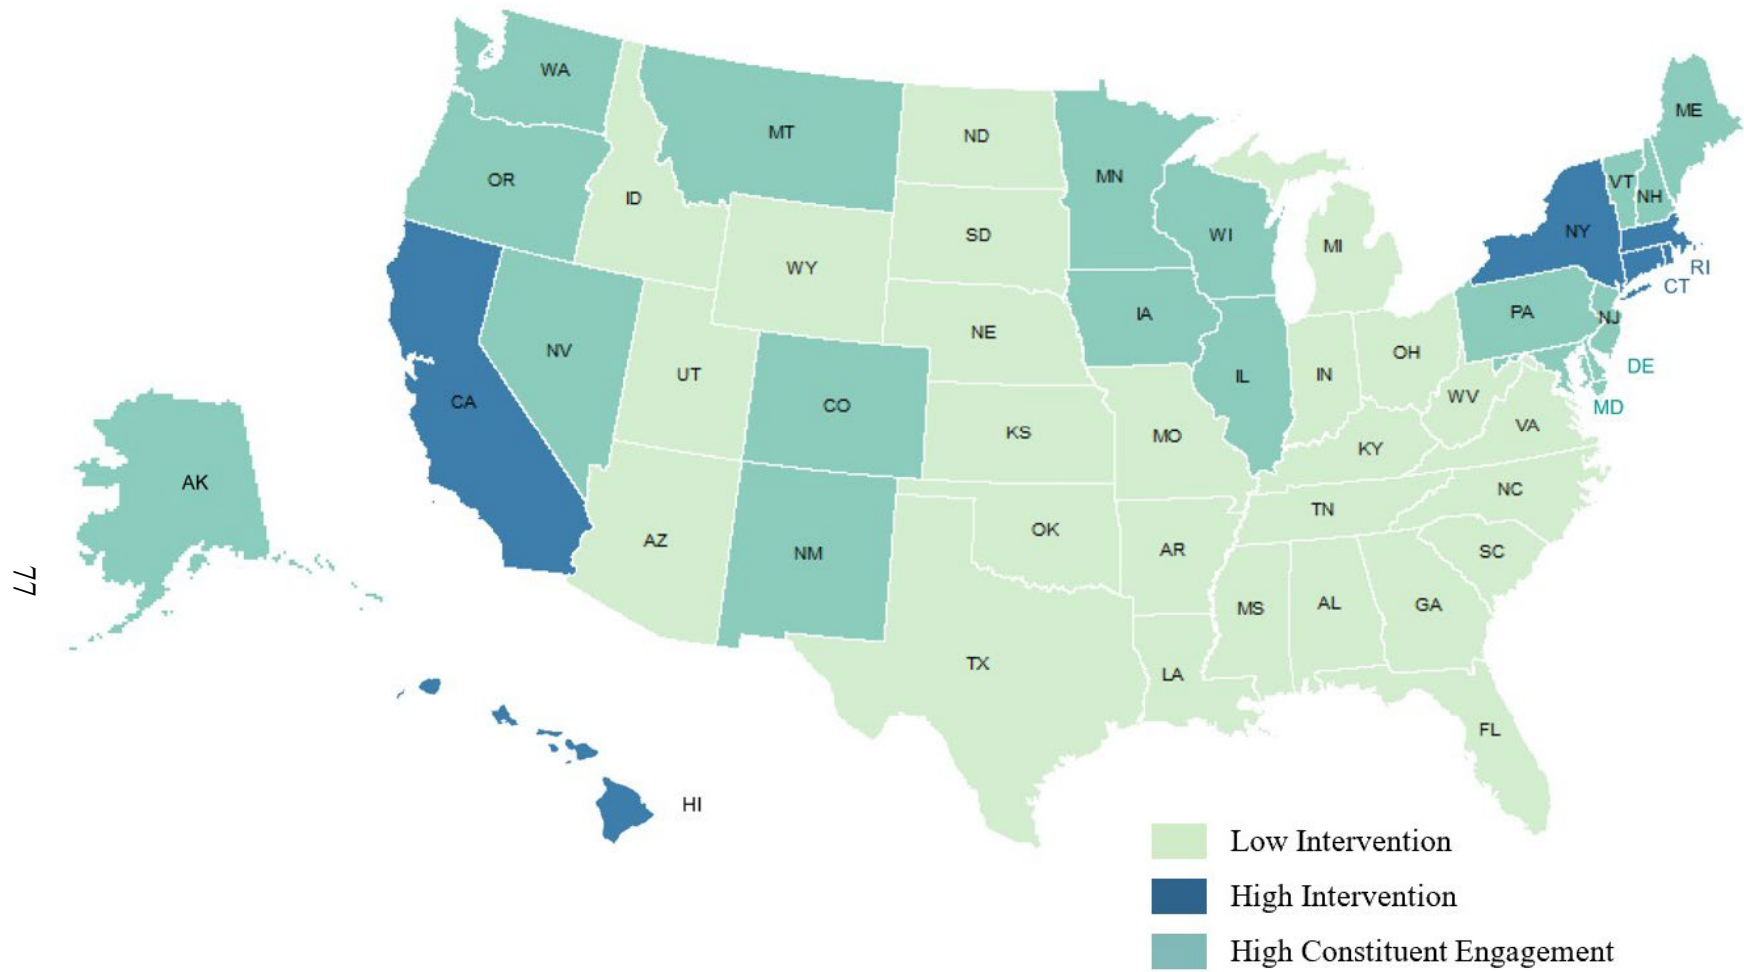 WA
MT
ND
ME
MN
OR
VT
NH
ID
SD
WI
NY
MI
WY
RI
CT
IA
PA
NJ
NE
NV
OH
UT
IL
IN
DE
CA
CO
WV
MD
KS
MO
VA
KY
AK
NC
TN
OK
AZ
NM
AR
SC
77
MS
AL
GA
TX
LA
FL
HI
Low Intervention
High Intervention
High Constituent Engagement